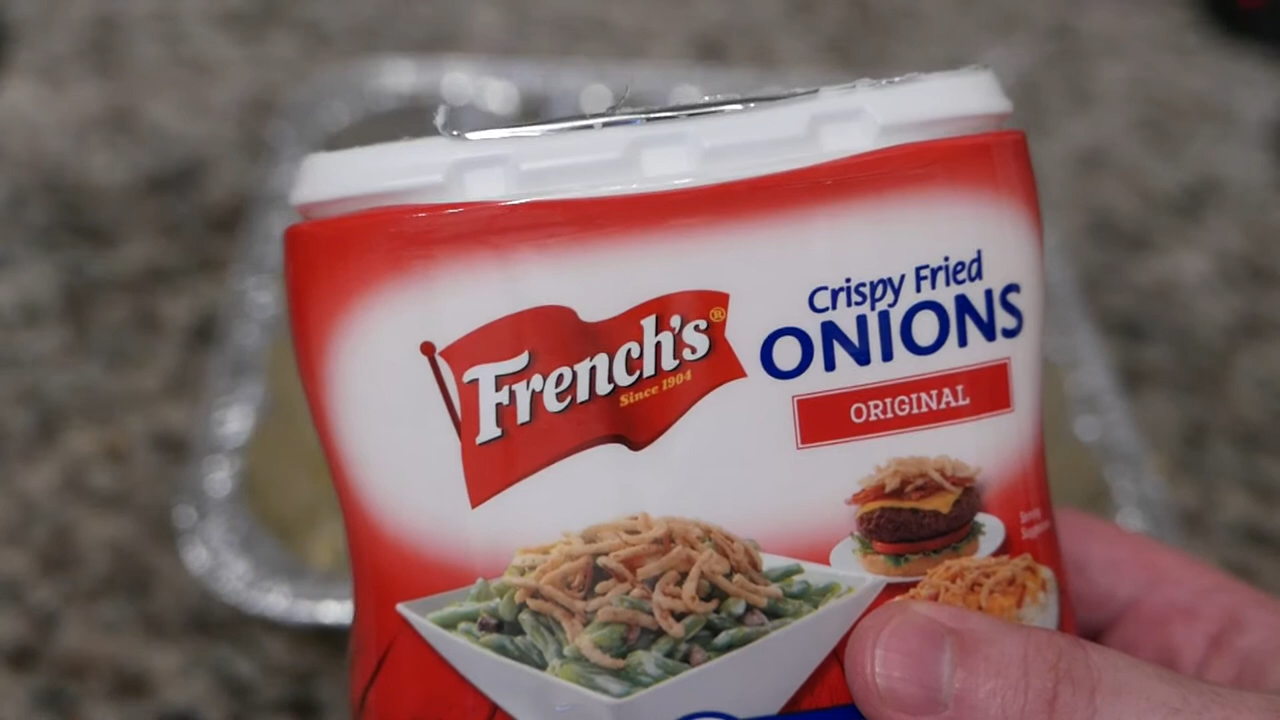 French's®
Since 1904
Crispy Fried
ONIONS
ORIGINAL